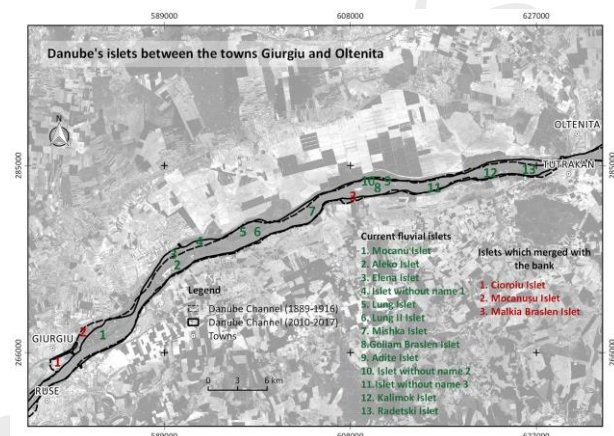 589000
608000
627000
Danube's islets between the towns Giurgiu and Oltenita
N
OLTENITA
TUTRAKAN
285000
285000
10
9
8
12
13
11
3
7
5
6
4
3
2
Current fluvial islets
1. Mocanu Islet
2. Aleko Islet
3. Elena Islet
4. Islet without name 1
5. Lung Islet
6. Lung II Islet
7. Mishka Islet
8.Goliam Braslen Islet
9. Adite Islet
10. Islet without name 2
11.Islet without name 3
12. Kalimok Islet
13. Radetski Islet
Islets which merged with
the bank
1. Cioroiu Islet
2. Mocanușu Islet
3. Malkia Braslen Islet
Legend
Danube Channel (1889-1916)
Danube Channel (2010-2017)
Towns
0 3 6 km
GIURGIU
2
1
1
RUSE
266000
266000
589000
608000
627000